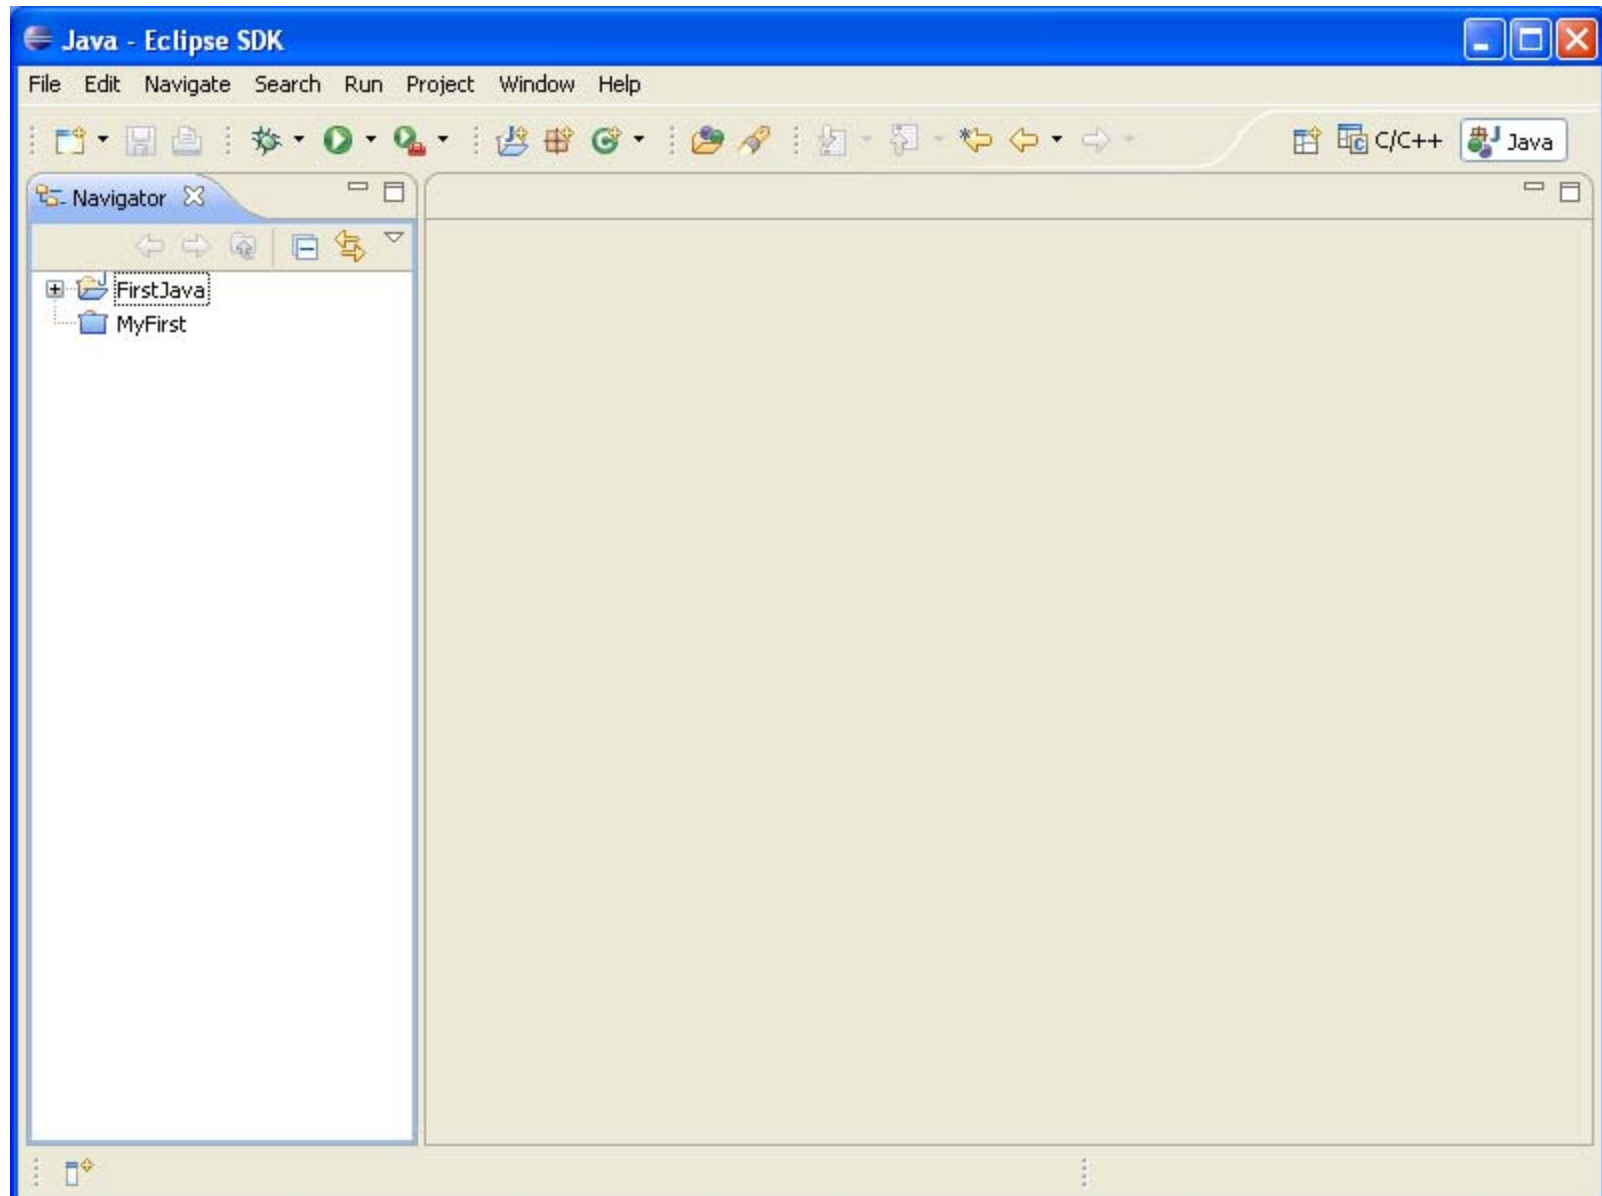 Java - Eclipse SDK
File Edit Navigate Search Run Project Window Help
C/C++ Java
Navigator
FirstJava
MyFirst